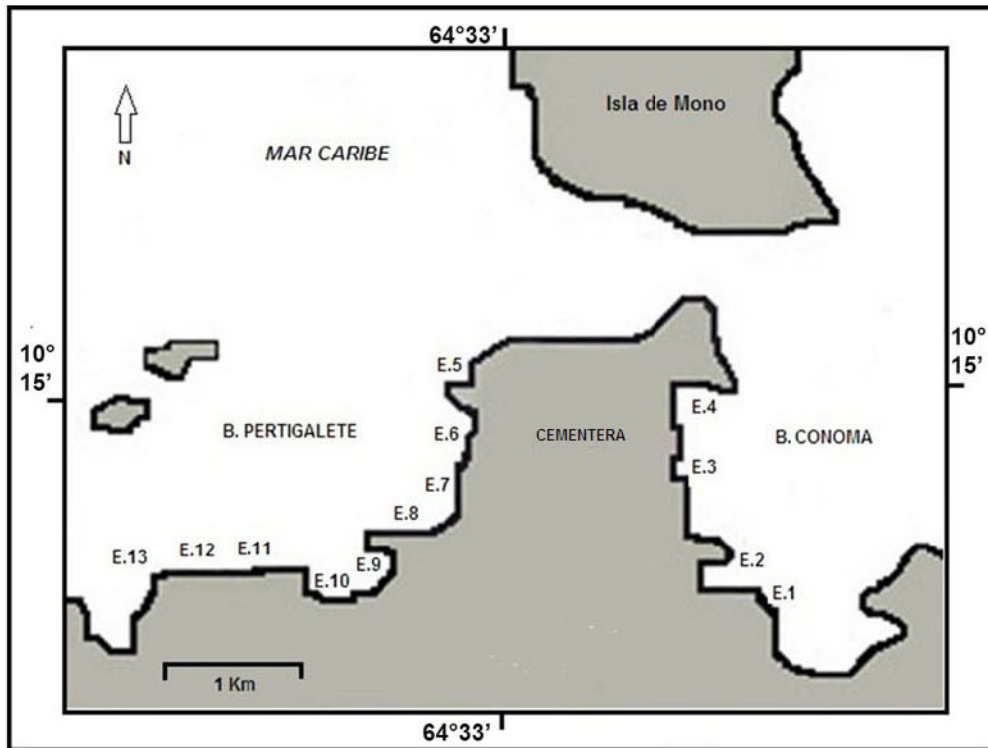 64°33’
Isla de Mono
N
MAR CARIBE
10°
15’
10°
15’
E.5
E.4
B. PERTIGALETE
E.6
CEMENTERA
B. CONOMA
E.3
E.7
E.8
E.13
E.12
E.11
E.9
E.2
E.10
E.1
1 Km
64°33’